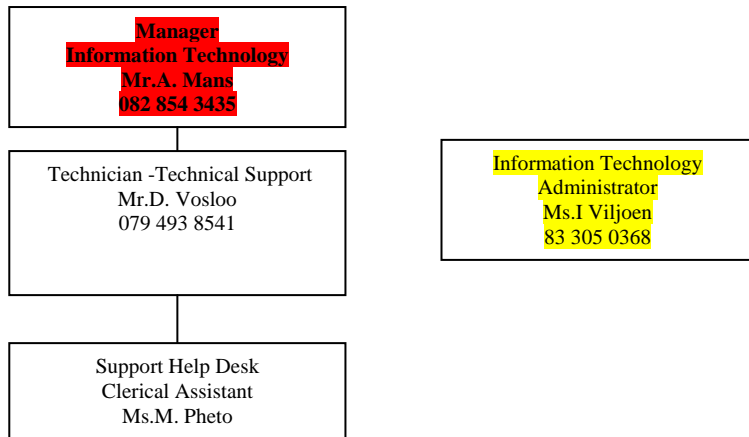 Manager
Information Technology
Mr.A. Mans
082 854 3435
Technician -Technical Support
Mr.D. Vosloo
079 493 8541
Information Technology
Administrator
Ms.I Viljoen
83 305 0368
Support Help Desk
Clerical Assistant
Ms.M. Pheto